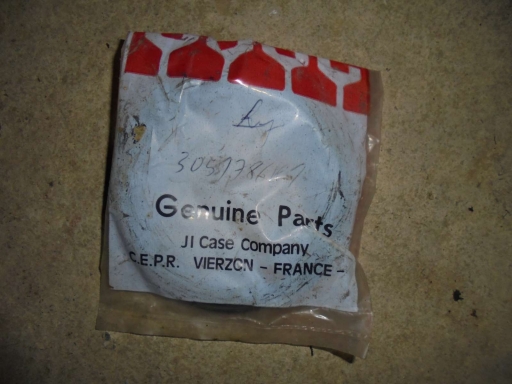 Genuine Parts
JI Case Company
C.E.P.R. VIERZON - FRANCE -